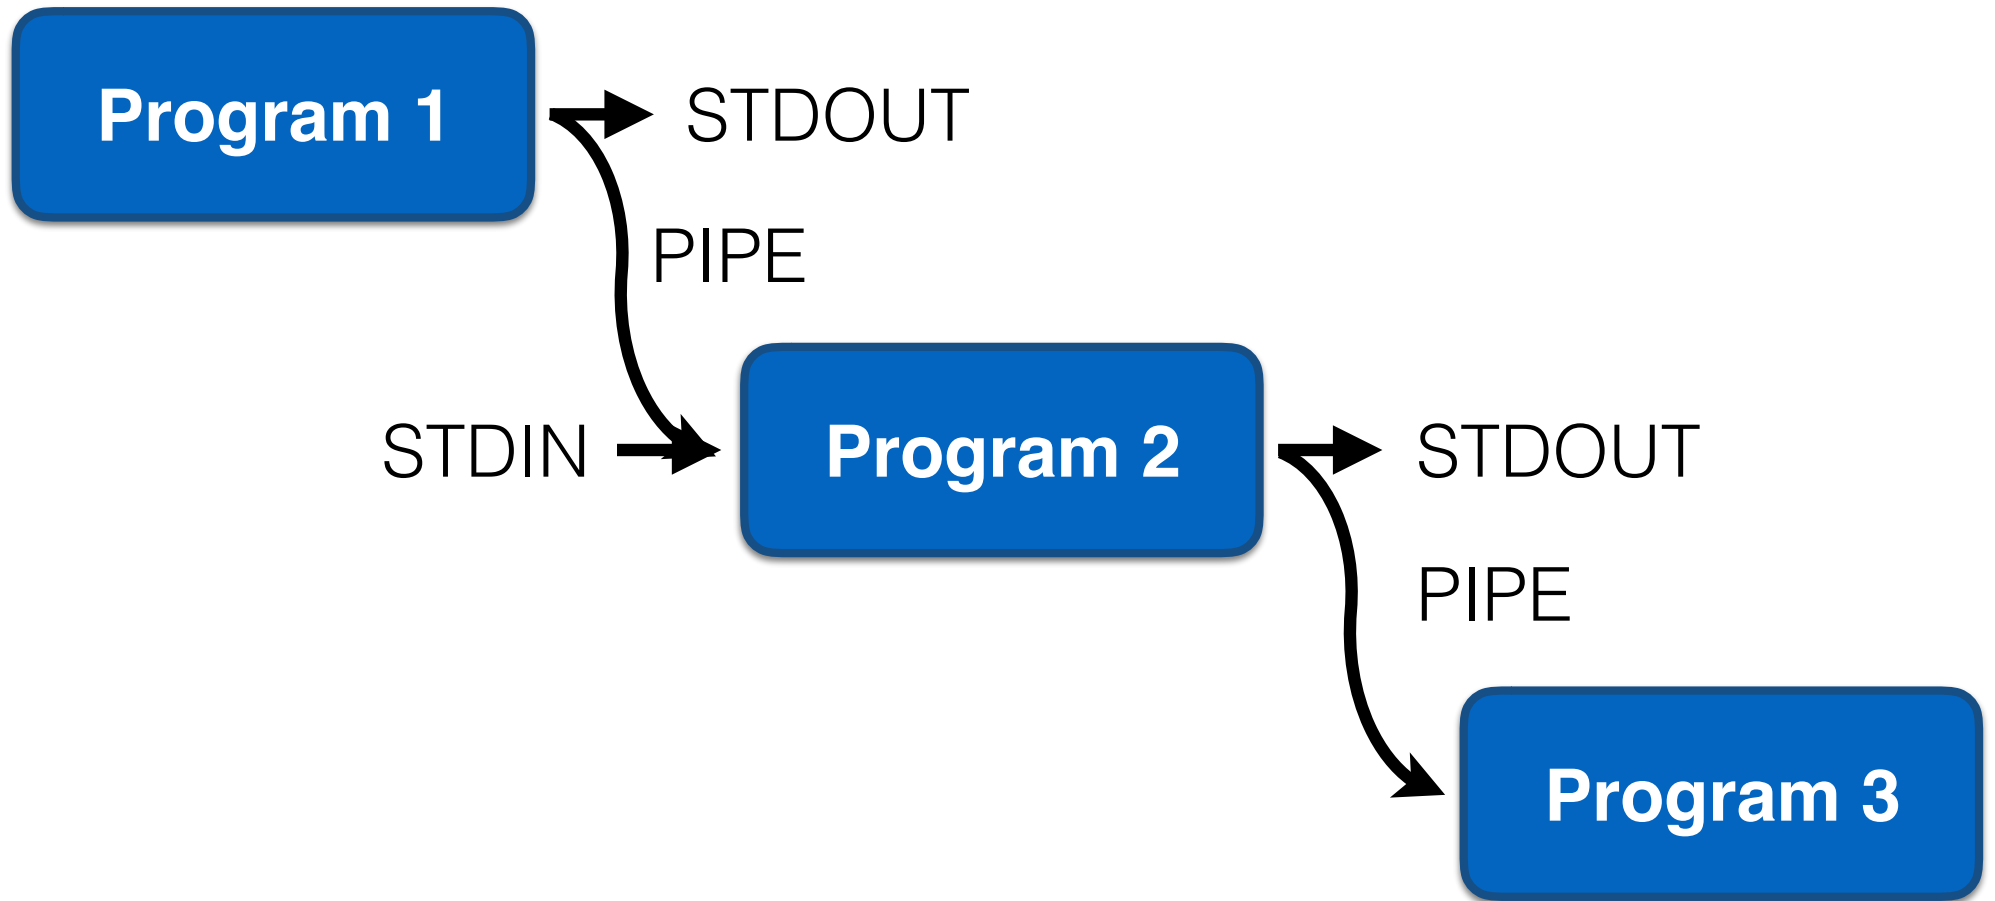 Program 1
STDOUT
PIPE
STDIN
Program 2
STDOUT
PIPE
Program 3